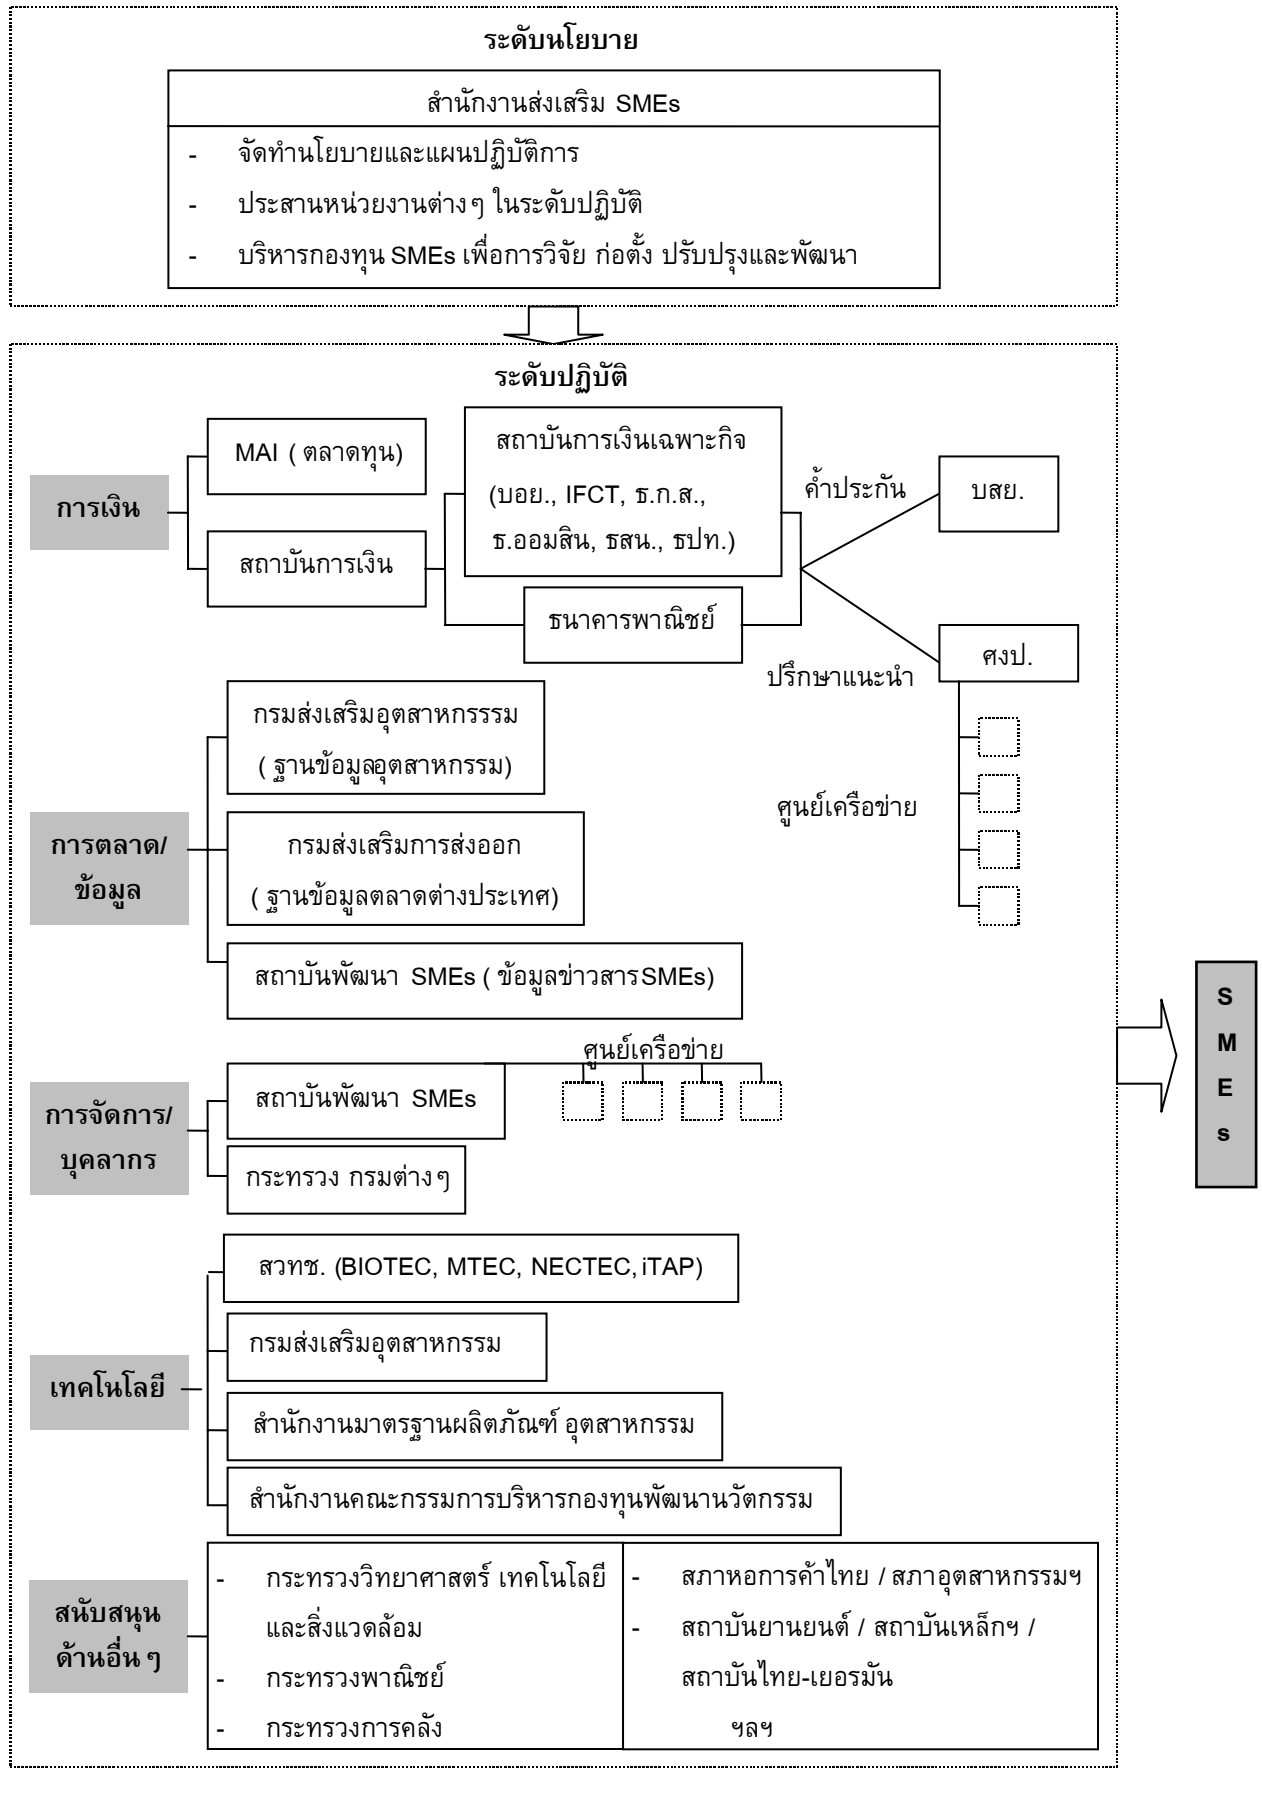 ระดับนโยบาย
สำนักงานส่งเสริม SMEs
- จัดทำนโยบายและแผนปฏิบัติการ
- ประสานหน่วยงานต่างๆ ในระดับปฏิบัติ
- บริหารกองทุน SMEs เพื่อการวิจัย ก่อตั้ง ปรับปรุงและพัฒนา
ระดับปฏิบัติ
การเงิน
MAI ( ตลาดทุน)
สถาบันการเงิน
สถาบันการเงินเฉพาะกิจ
(บอย., IFCT, ธ.ก.ส.,
ธ.ออมสิน, ธสน., ธปท.)
ธนาคารพาณิชย์
ค้ำประกัน
บสย.
ปรึกษาแนะนำ
ศงป.
ศูนย์เครือข่าย
การตลาด/
ข้อมูล
กรมส่งเสริมอุตสาหกรรรม
( ฐานข้อมูลอุตสาหกรรม)
กรมส่งเสริมการส่งออก
( ฐานข้อมูลตลาดต่างประเทศ)
สถาบันพัฒนา SMEs ( ข้อมูลข่าวสารSMEs)
การจัดการ/
บุคลากร
สถาบันพัฒนา SMEs
ศูนย์เครือข่าย
กระทรวง กรมต่างๆ
เทคโนโลยี
สวทช. (BIOTEC, MTEC, NECTEC, iTAP)
กรมส่งเสริมอุตสาหกรรม
สำนักงานมาตรฐานผลิตภัณฑ์ อุตสาหกรรม
สำนักงานคณะกรรมการบริหารกองทุนพัฒนานวัตกรรม
สนับสนุน
ด้านอื่น ๆ
- กระทรวงวิทยาศาสตร์ เทคโนโลยี
และสิ่งแวดล้อม
- กระทรวงพาณิชย์
- กระทรวงการคลัง
- สภาหอการค้าไทย / สภาอุตสาหกรรมฯ
- สถาบันยานยนต์ / สถาบันเหล็กฯ /
สถาบันไทย-เยอรมัน
ฯลฯ
S
M
E
s